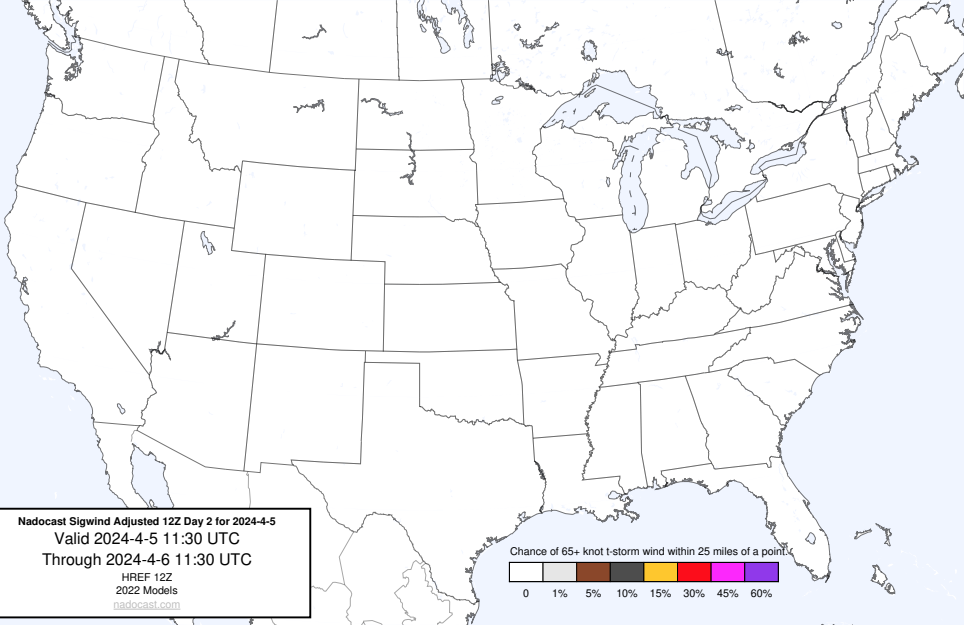 Nadocast Sigwind Adjusted 12Z Day 2 for 2024-4-5
Valid 2024-4-5 11:30 UTC
Through 2024-4-6 11:30 UTC
HREF 12Z
2022 Models
nadocast.com
Chance of 65+ knot t-storm wind within 25 miles of a point.
0 1% 5% 10% 15% 30% 45% 60%